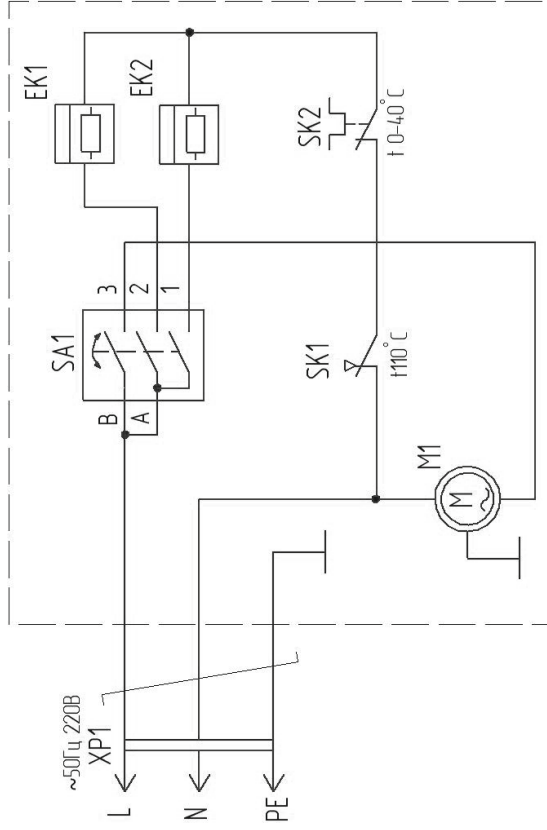 ~50Гц 220В
XP1
L
N
PE
SA1
B
A
3
2
1
EK1
EK2
SK1
t110°C
SK2
t 0-40°C
M1
M